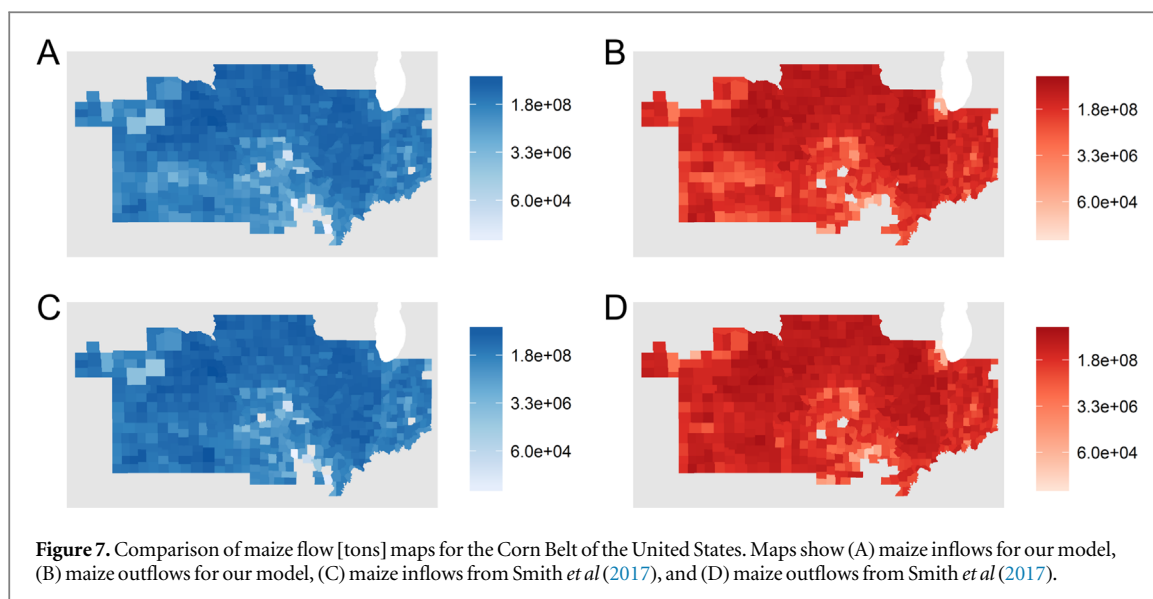 A
1.8e+08
3.3e+06
6.0e+04
B
1.8e+08
3.3e+06
6.0e+04
C
1.8e+08
3.3e+06
6.0e+04
D
1.8e+08
3.3e+06
6.0e+04
Figure 7. Comparison of maize flow [tons] maps for the Corn Belt of the United States. Maps show (A) maize inflows for our model,
(B) maize outflows for our model, (C) maize inflows from Smith et al (2017), and (D) maize outflows from Smith et al (2017).